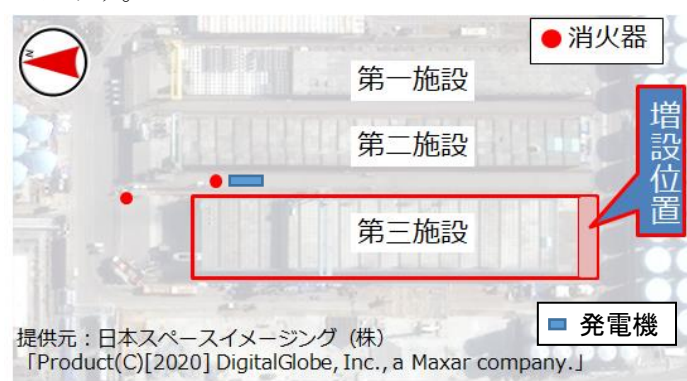 N
消火器
第一施設
第二施設
第三施設
増設位置
発電機
提供元：日本スペースイメージング（株）
「Product(C)[2020] DigitalGlobe, Inc., a Maxar company.」